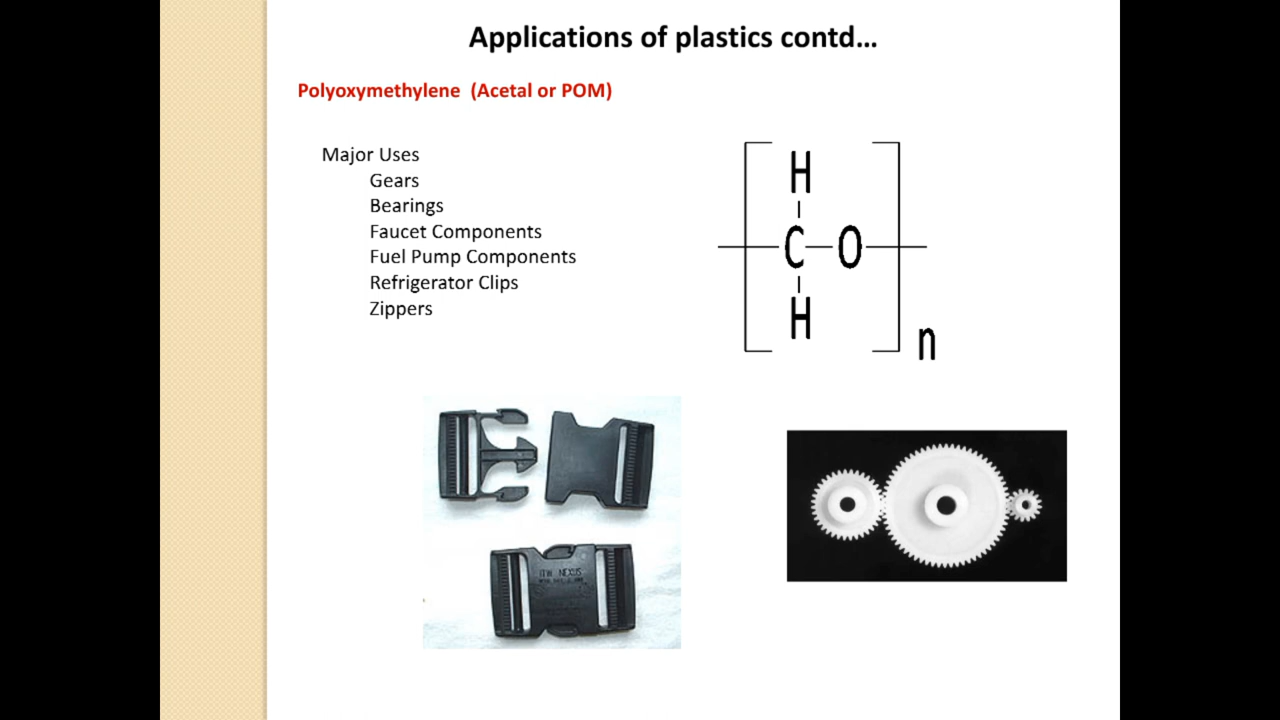 Applications of plastics contd...
Polyoxymethylene (Acetal or POM)
Major Uses
Gears
Bearings
Faucet Components
Fuel Pump Components
Refrigerator Clips
Zippers
H
C O
H
n
ITW NEXUS